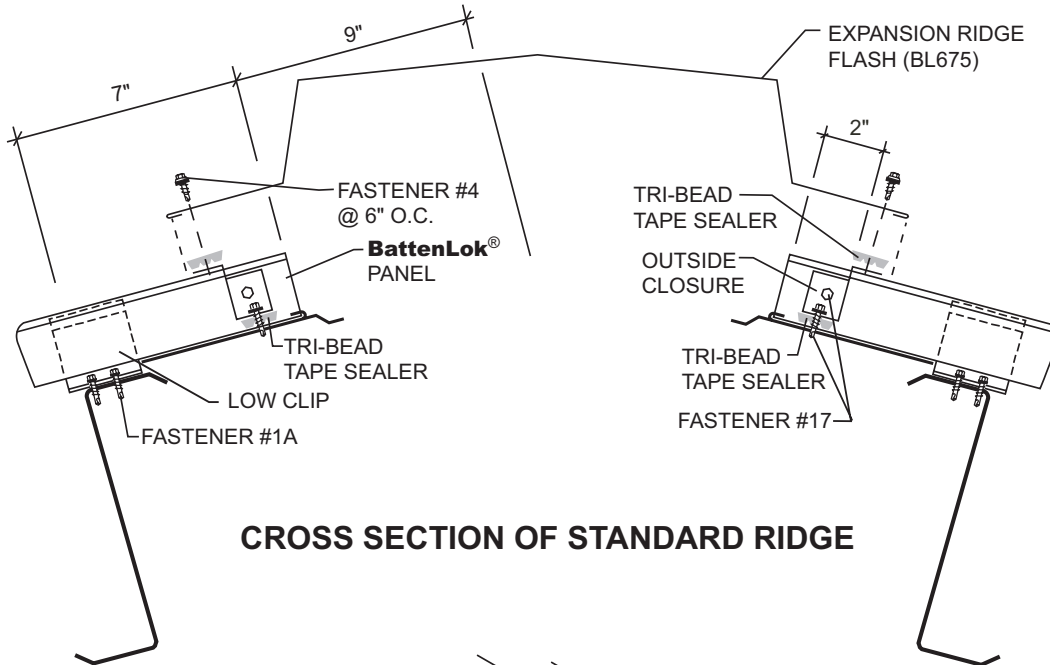 9"
7"
EXPANSION RIDGE
FLASH (BL675)
2"
FASTENER #4
@ 6" O.C.
BattenLok®
PANEL
TRI-BEAD
TAPE SEALER
OUTSIDE
CLOSURE
TRI-BEAD
TAPE SEALER
LOW CLIP
FASTENER #1A
TRI-BEAD
TAPE SEALER
FASTENER #17
CROSS SECTION OF STANDARD RIDGE